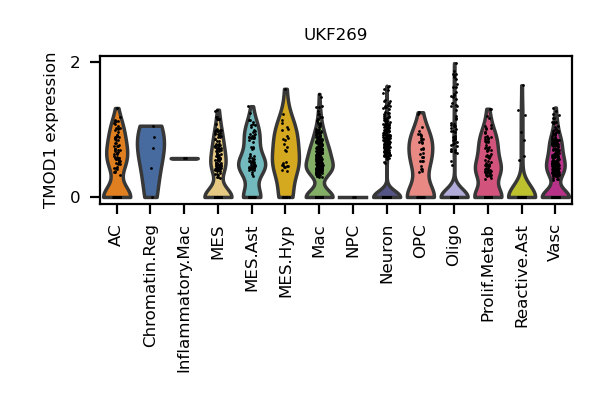 UKF269
TMOD1 expression
2
0
AC
Chromatin.Reg
Inflammatory.Mac
MES
MES.Ast
MES.Hyp
Mac
NPC
Neuron
OPC
Oligo
Prolif.Metab
Reactive.Ast
Vasc